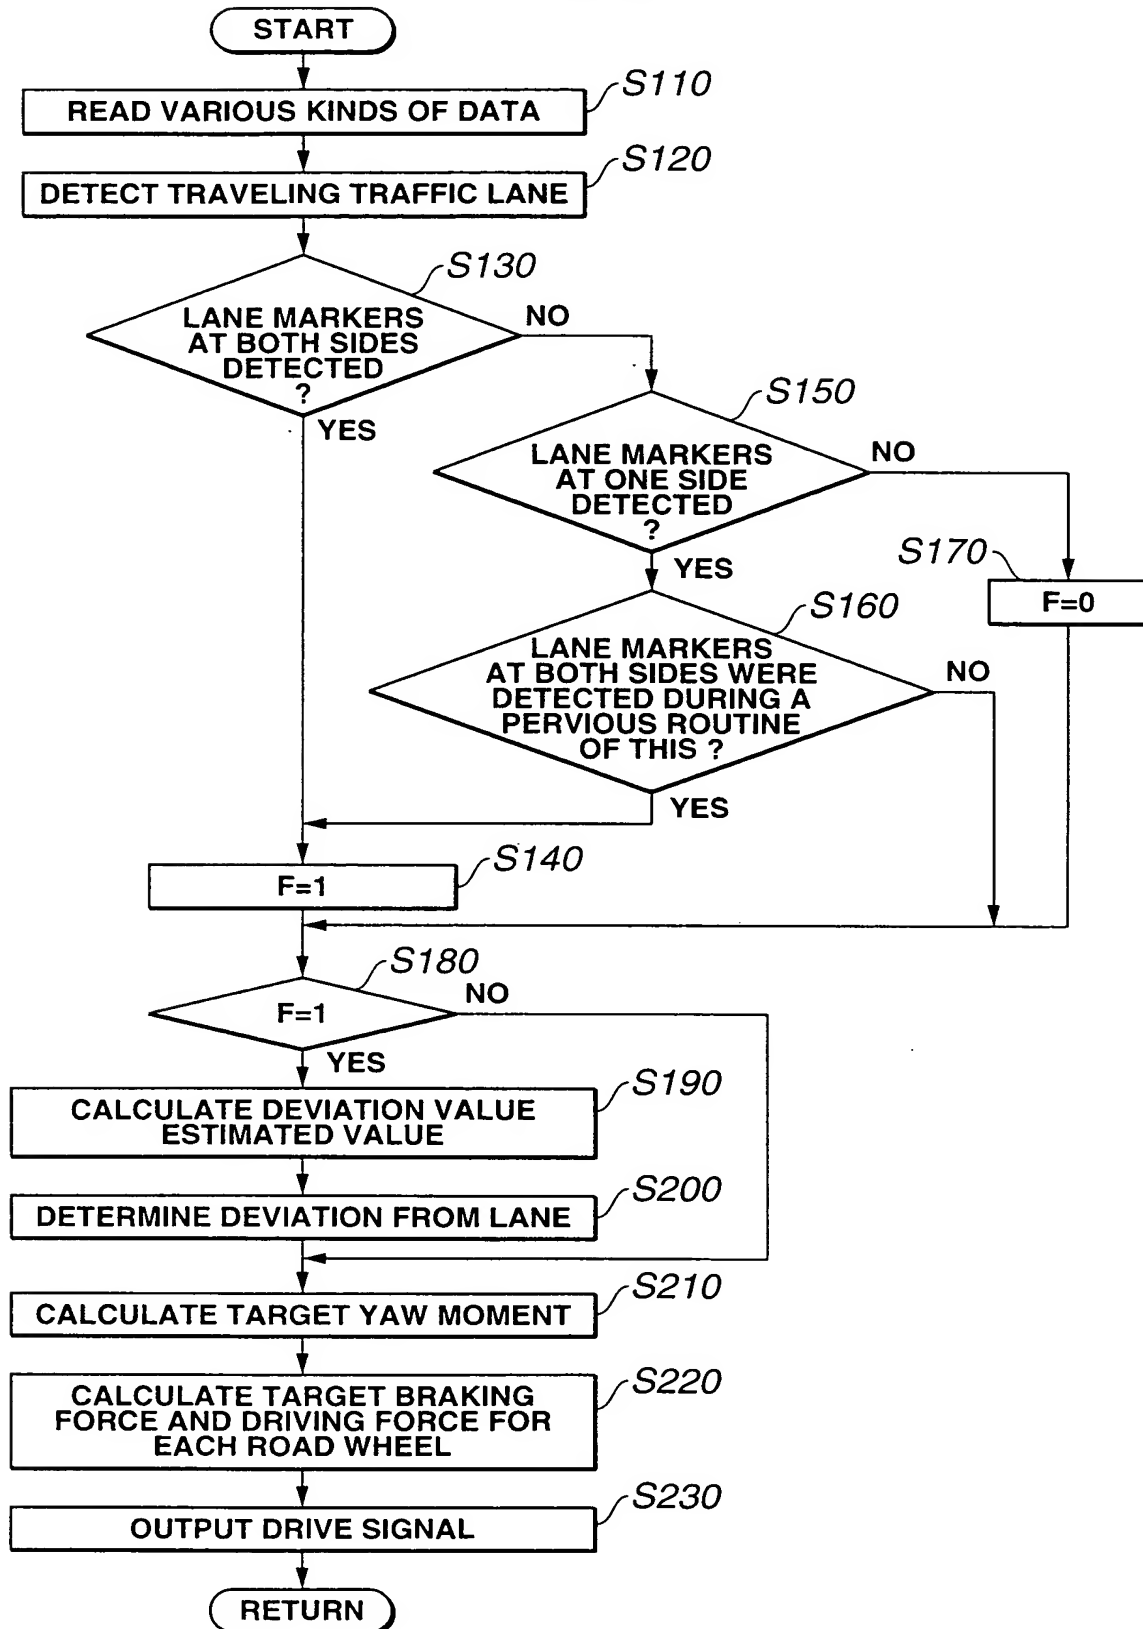 START
S110
READ VARIOUS KINDS OF DATA
S120
DETECT TRAVELING TRAFFIC LANE
S130
LANE MARKERS
AT BOTH SIDES
DETECTED
?
NO
YES
S150
LANE MARKERS
AT ONE SIDE
DETECTED
?
NO
YES
S170
F=0
S160
LANE MARKERS
AT BOTH SIDES WERE
DETECTED DURING A
PERVIOUS ROUTINE
OF THIS ?
NO
YES
S140
F=1
S180
F=1
NO
YES
S190
CALCULATE DEVIATION VALUE
ESTIMATED VALUE
S200
DETERMINE DEVIATION FROM LANE
S210
CALCULATE TARGET YAW MOMENT
S220
CALCULATE TARGET BRAKING
FORCE AND DRIVING FORCE FOR
EACH ROAD WHEEL
S230
OUTPUT DRIVE SIGNAL
RETURN